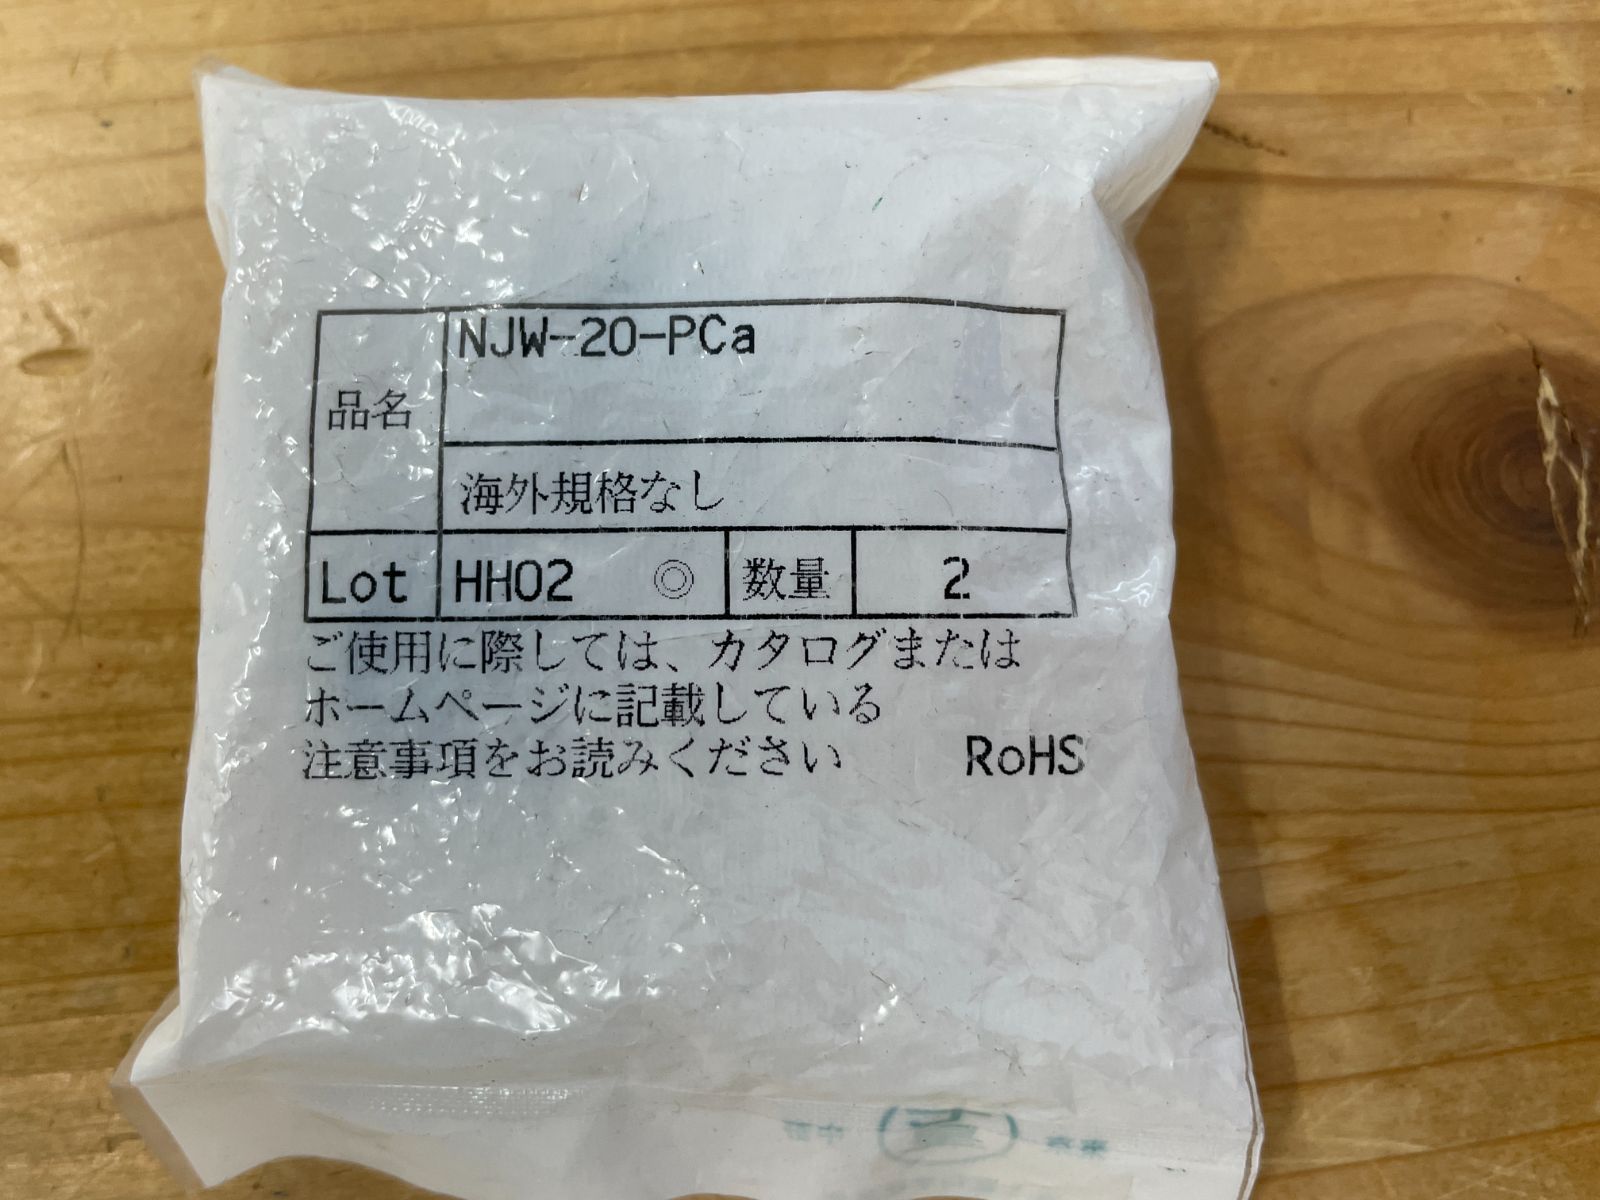 品名
NJW-20-PCa
海外規格なし
Lot HH02 ◎ 数量 2
ご使用に際しては、カタログまたは
ホームページに記載している
注意事項をお読みください RoHS